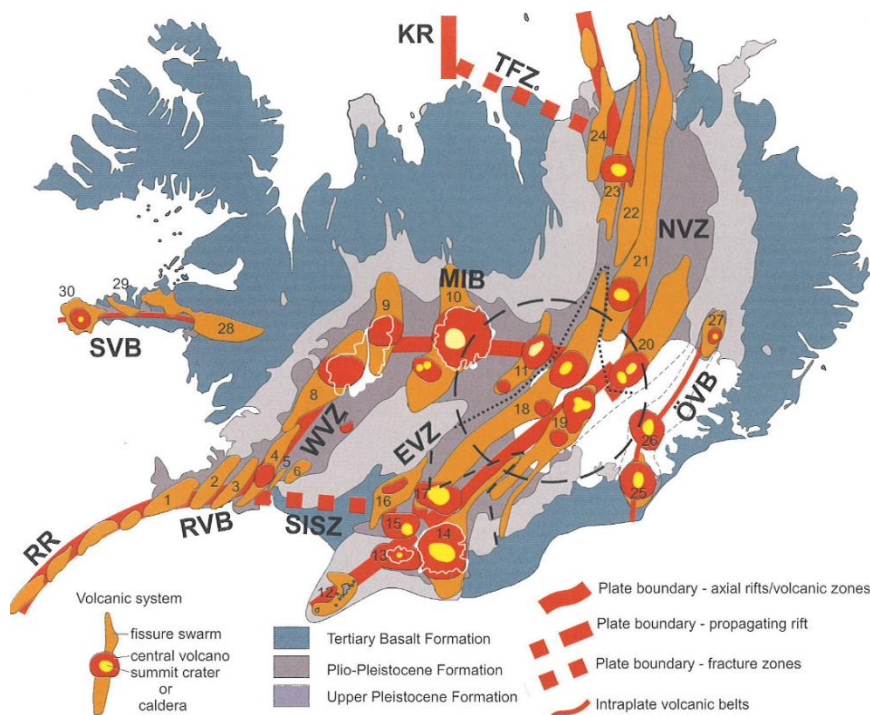 KR
TFZ
24
23
22
NVZ
21
MIB
10
9
30
29
28
SVB
27
20
ÖVB
11
8
WVZ
18
19
26
EVZ
4
5
6
3
2
1
RVB
SISZ
16
17
25
15
14
13
12
RR
Volcanic system
fissure swarm
central volcano
summit crater
or
caldera
Tertiary Basalt Formation
Plio-Pleistocene Formation
Upper Pleistocene Formation
Plate boundary - axial rifts/volcanic zones
Plate boundary - propagating rift
Plate boundary - fracture zones
Intraplate volcanic belts